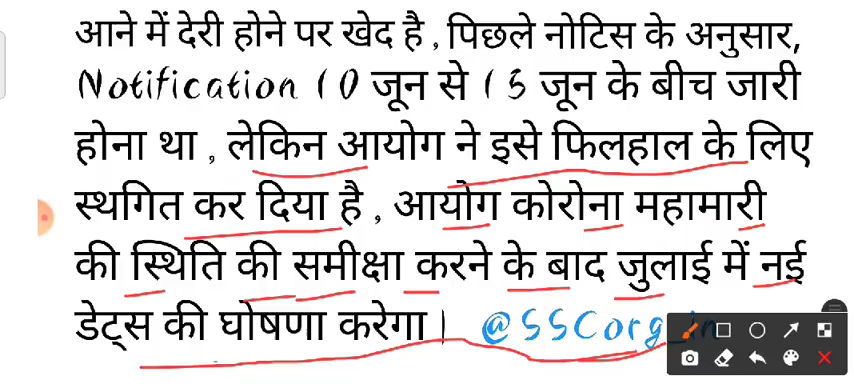 आने में देरी होने पर खेद है , पिछले नोटिस के अनुसार,
Notification 10 जून से 15 जून के बीच जारी
होना था , लेकिन आयोग ने इसे फिलहाल के लिए
स्थगित कर दिया है , आयोग कोरोना महामारी
की स्थिति की समीक्षा करने के बाद जुलाई में नई
डेट्स की घोषणा करेगा। @SSCorg_in